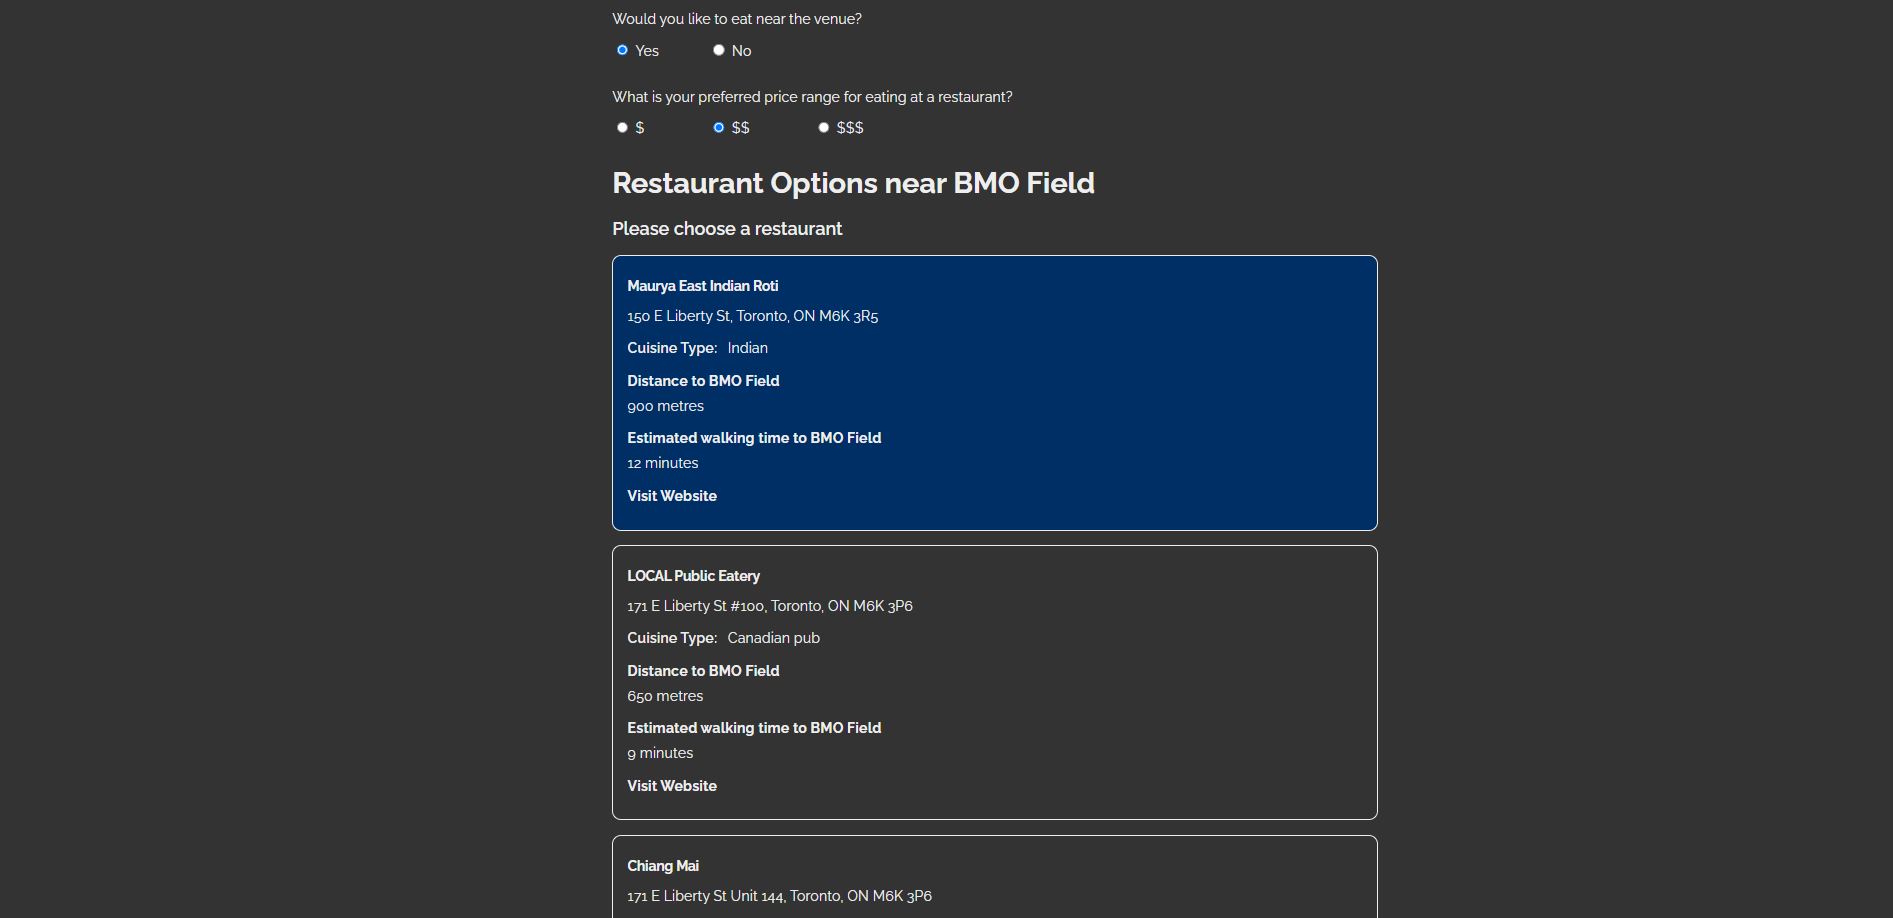 Would you like to eat near the venue?
Yes No
What is your preferred price range for eating at a restaurant?
$ $$ $$$
Restaurant Options near BMO Field
Please choose a restaurant
Maurya East Indian Roti
150 E Liberty St, Toronto, ON M6K 3R5
Cuisine Type: Indian
Distance to BMO Field
900 metres
Estimated walking time to BMO Field
12 minutes
Visit Website
LOCAL Public Eatery
171 E Liberty St #100, Toronto, ON M6K 3P6
Cuisine Type: Canadian pub
Distance to BMO Field
650 metres
Estimated walking time to BMO Field
9 minutes
Visit Website
Chiang Mai
171 E Liberty St Unit 144, Toronto, ON M6K 3P6